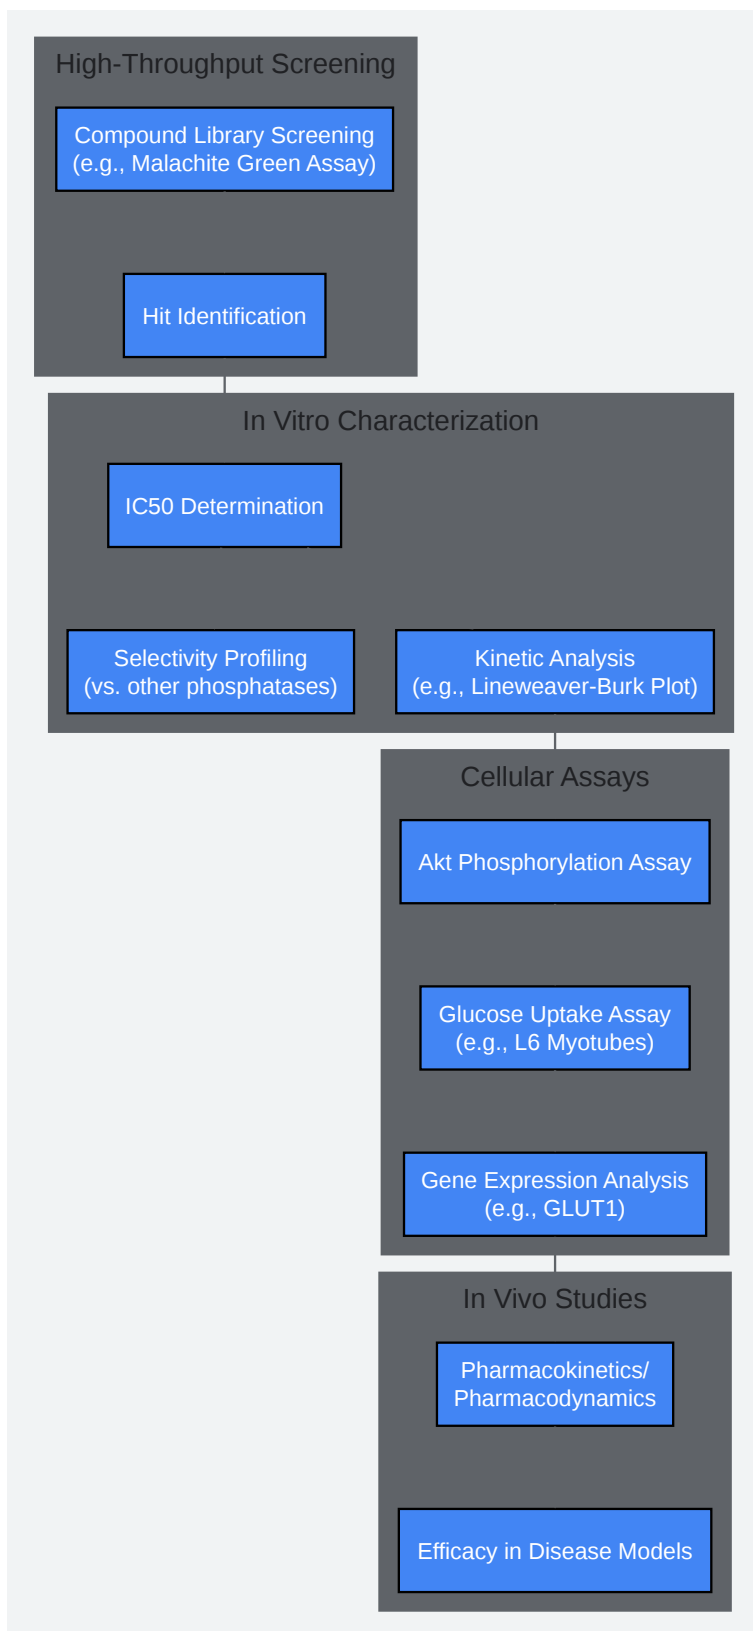 High-Throughput Screening
Compound Library Screening
(e.g., Malachite Green Assay)
Hit Identification
In Vitro Characterization
IC50 Determination
Selectivity Profiling
(vs. other phosphatases)
Kinetic Analysis
(e.g., Lineweaver-Burk Plot)
Cellular Assays
Akt Phosphorylation Assay
Glucose Uptake Assay
(e.g., L6 Myotubes)
Gene Expression Analysis
(e.g., GLUT1)
In Vivo Studies
Pharmacokinetics/
Pharmacodynamics
Efficacy in Disease Models